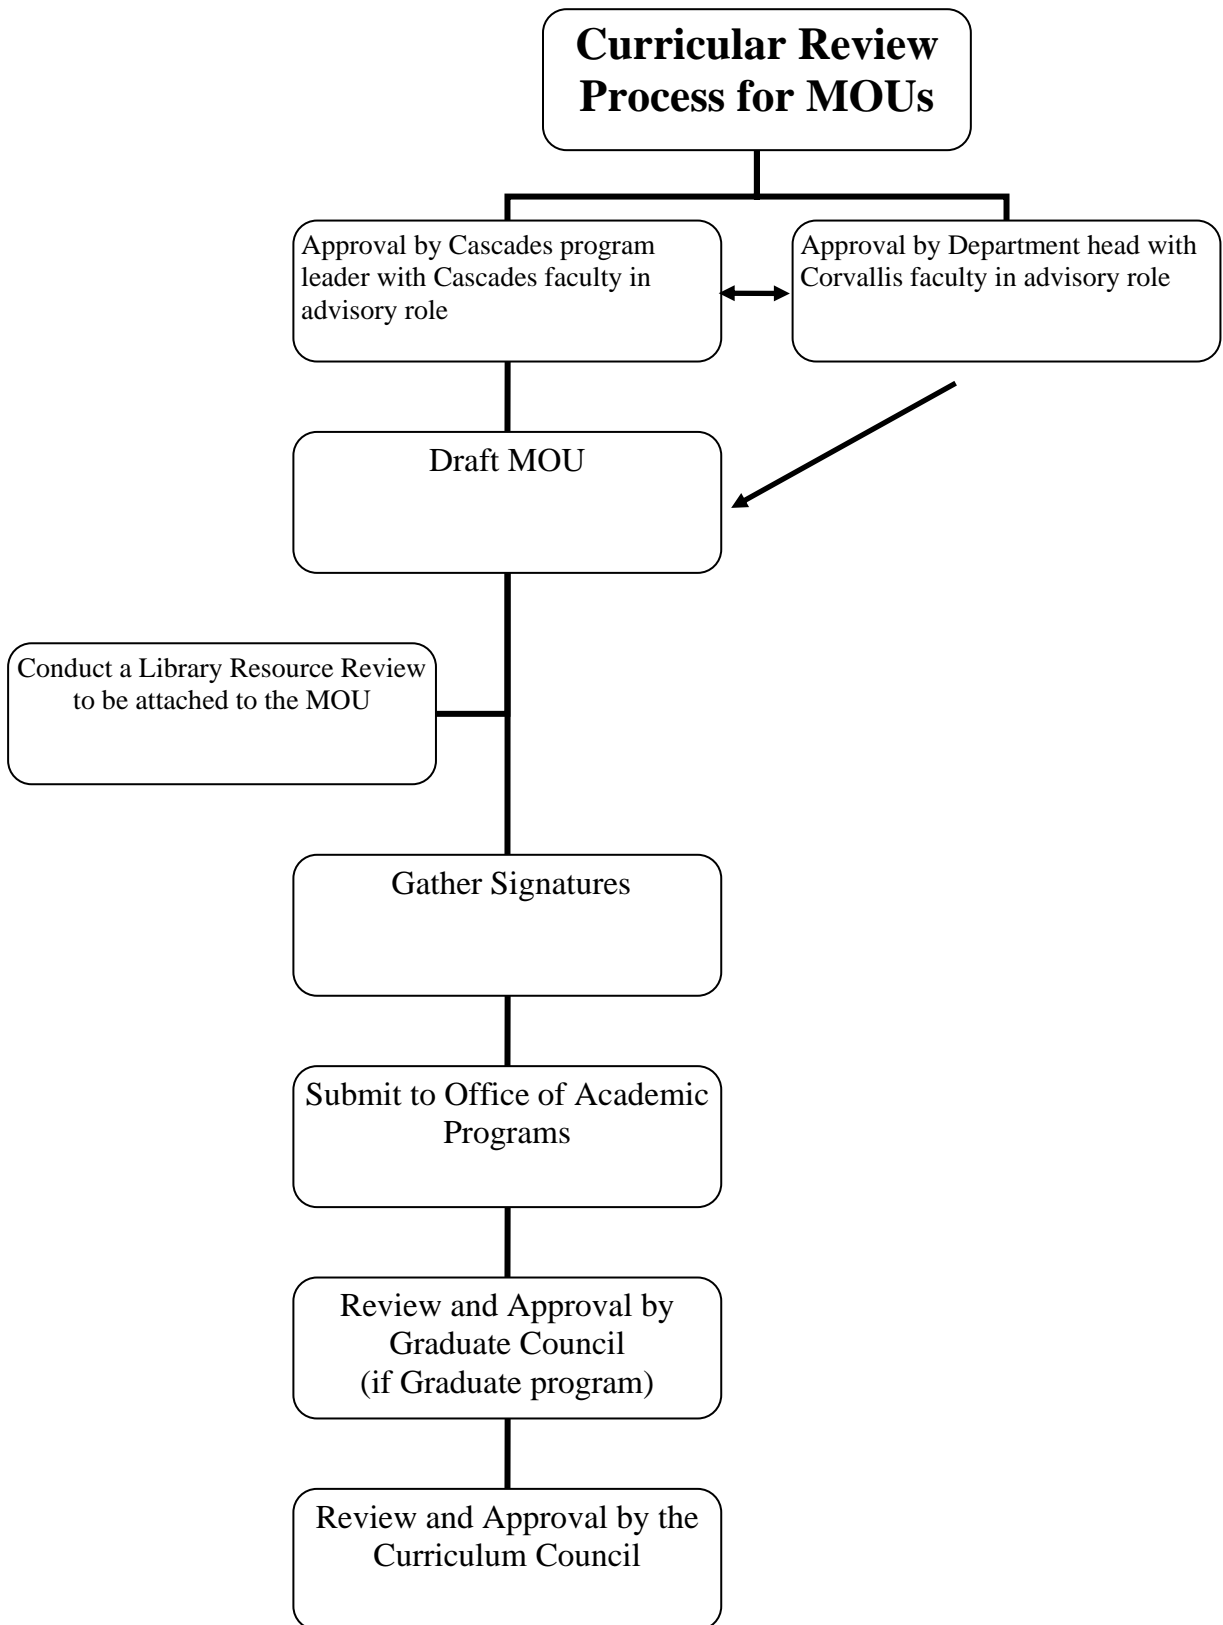 Curricular Review
Process for MOUs
Approval by Cascades program
leader with Cascades faculty in
advisory role
Approval by Department head with
Corvallis faculty in advisory role
Draft MOU
Conduct a Library Resource Review
to be attached to the MOU
Gather Signatures
Submit to Office of Academic
Programs
Review and Approval by
Graduate Council
(if Graduate program)
Review and Approval by the
Curriculum Council